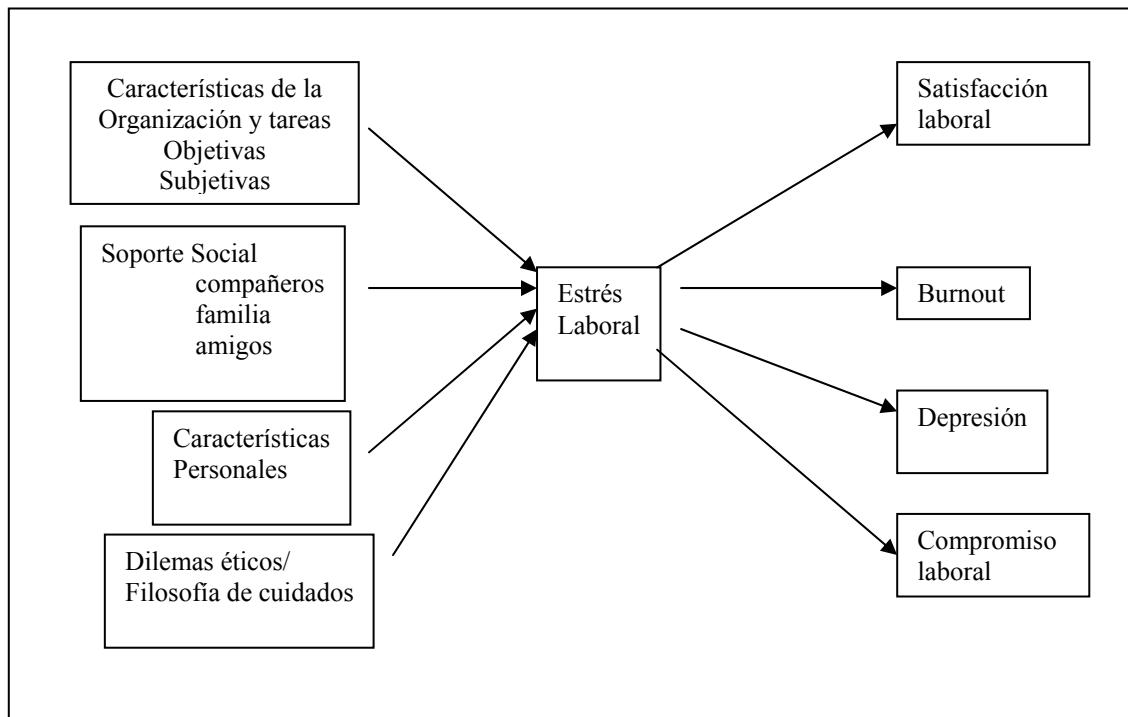 Características de la
Organización y tareas
Objetivas
Subjetivas
Soporte Social
compañeros
familia
amigos
Características
Personales
Dilemas éticos/
Filosofía de cuidados
Estrés
Laboral
Satisfacción
laboral
Burnout
Depresión
Compromiso
laboral